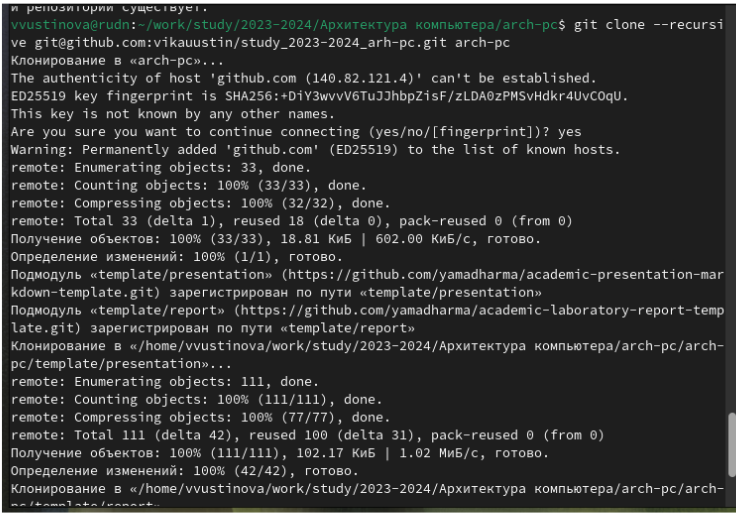 и репозитории существует.
vvustinova@rudn:~/work/study/2023-2024/Архитектура компьютера/arch-pc$ git clone --recursi
ve git@github.com:vikauustin/study_2023-2024_arh-pc.git arch-pc
Клонирование в «arch-pc»...
The authenticity of host 'github.com (140.82.121.4)' can't be established.
ED25519 key fingerprint is SHA256:+DiY3wvvV6TuJJhbpZisF/zLDA0zPMSvHdkr4UvCOqU.
This key is not known by any other names.
Are you sure you want to continue connecting (yes/no/[fingerprint])? yes
Warning: Permanently added 'github.com' (ED25519) to the list of known hosts.
remote: Enumerating objects: 33, done.
remote: Counting objects: 100% (33/33), done.
remote: Compressing objects: 100% (32/32), done.
remote: Total 33 (delta 1), reused 18 (delta 0), pack-reused 0 (from 0)
Получение объектов: 100% (33/33), 18.81 КиБ | 602.00 КиБ/с, готово.
Определение изменений: 100% (1/1), готово.
Подмодуль «template/presentation» (https://github.com/yamadharma/academic-presentation-mar
kdown-template.git) зарегистрирован по пути «template/presentation»
Подмодуль «template/report» (https://github.com/yamadharma/academic-laboratory-report-temp
late.git) зарегистрирован по пути «template/report»
Клонирование в «/home/vvustinova/work/study/2023-2024/Архитектура компьютера/arch-pc/arch-
pc/template/presentation»...
remote: Enumerating objects: 111, done.
remote: Counting objects: 100% (111/111), done.
remote: Compressing objects: 100% (77/77), done.
remote: Total 111 (delta 42), reused 100 (delta 31), pack-reused 0 (from 0)
Получение объектов: 100% (111/111), 102.17 КиБ | 1.02 МиБ/с, готово.
Определение изменений: 100% (42/42), готово.
Клонирование в «/home/vvustinova/work/study/2023-2024/Архитектура компьютера/arch-pc/arch-
pc/template/report»